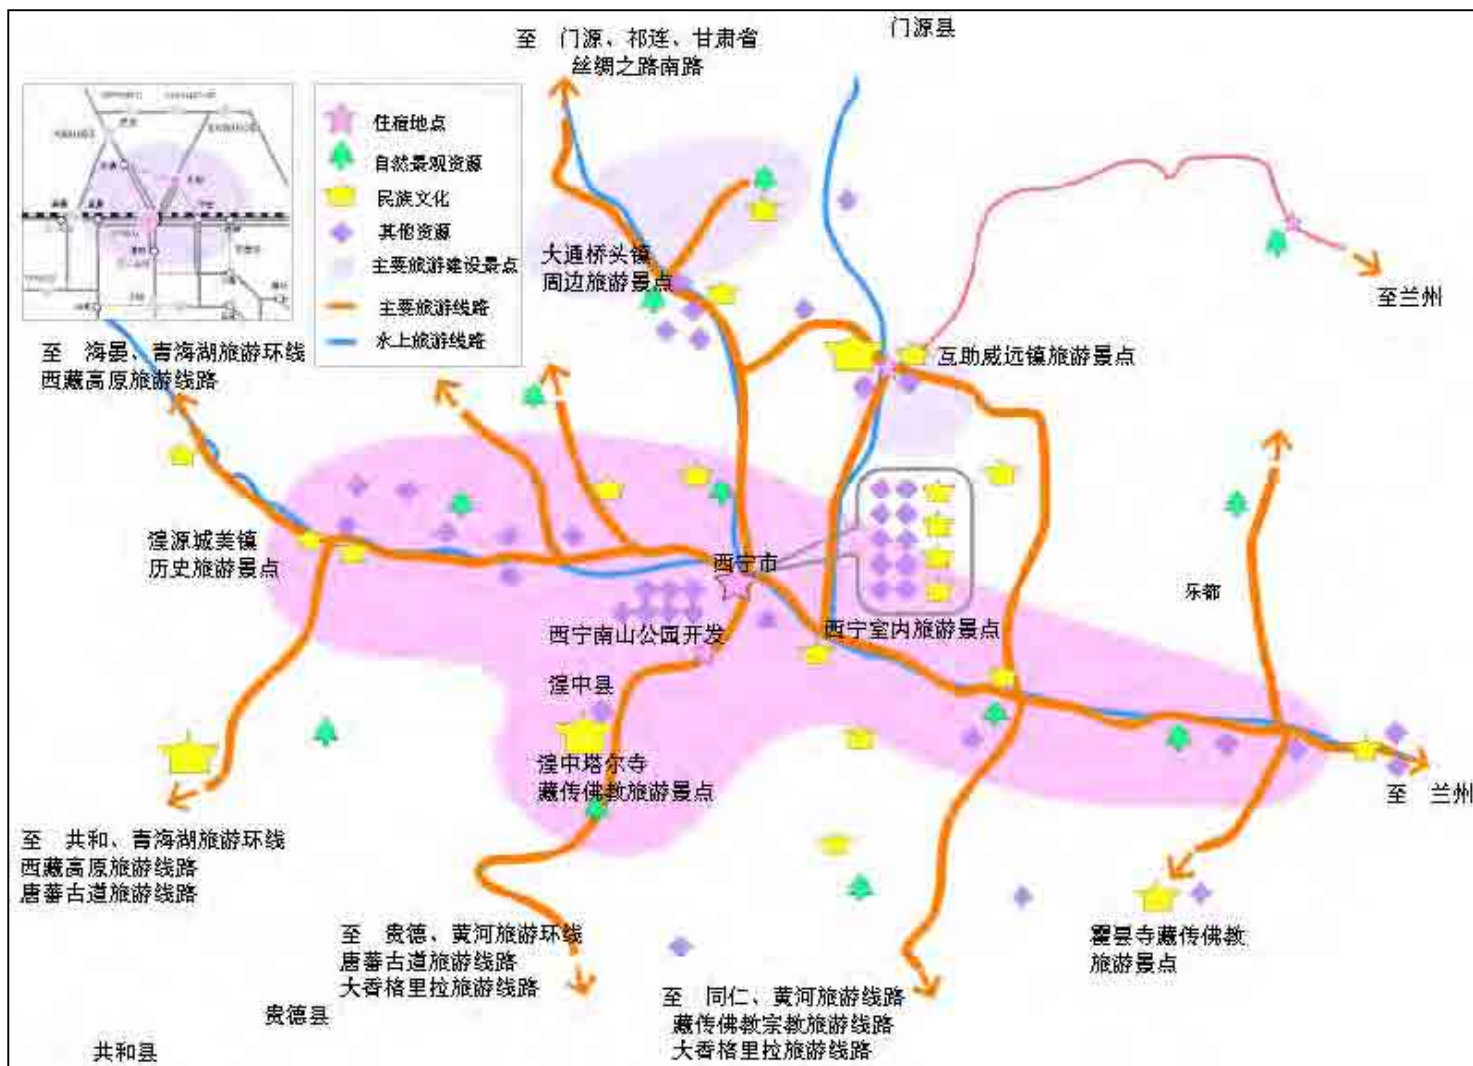 门源县
至 门源、祁连、甘肃省
丝绸之路南路
住宿地点
自然景观资源
民族文化
其他资源
主要旅游建设景点
主要旅游线路
水上旅游线路
大通桥头镇
周边旅游景点
至兰州
至 海晏、青海湖旅游环线
西藏高原旅游线路
互助威远镇旅游景点
湟源城关镇
历史旅游景点
西宁市
乐都
西宁南山公园开发
西宁室内旅游景点
湟中县
湟中塔尔寺
藏传佛教旅游景点
至 兰州
至 共和、青海湖旅游环线
西藏高原旅游线路
唐蕃古道旅游线路
至 贵德、黄河旅游环线
唐蕃古道旅游线路
大香格里拉旅游线路
瞿昙寺藏传佛教
旅游景点
至 同仁、黄河旅游线路
藏传佛教宗教旅游线路
大香格里拉旅游线路
贵德县
共和县